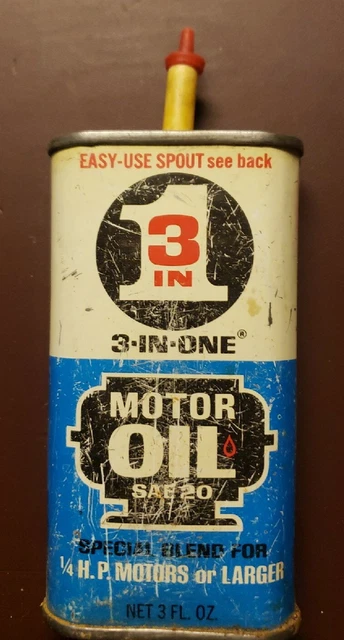 EASY-USE SPOUT see back
1
3
IN
3·IN·ONE®
MOTOR
OIL
SAE 20
SPECIAL BLEND FOR
1/4 H.P. MOTORS or LARGER
NET 3 FL. OZ.